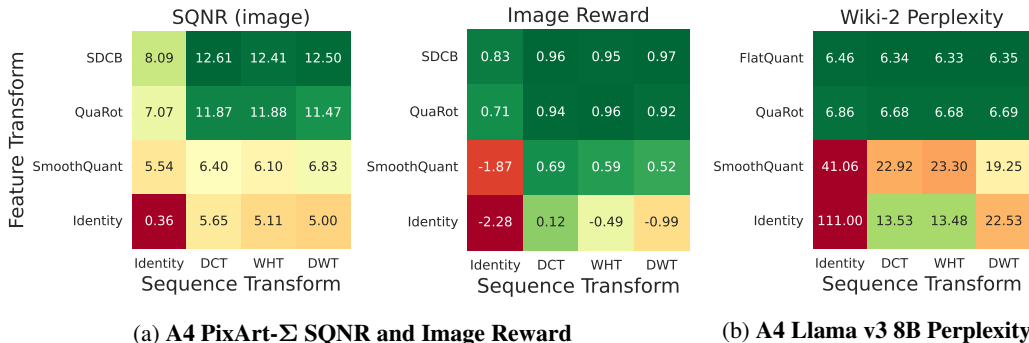 SQNR (image)
Feature Transform
SDCB 8.09 12.61 12.41 12.50
QuaRot 7.07 11.87 11.88 11.47
SmoothQuant 5.54 6.40 6.10 6.83
Identity 0.36 5.65 5.11 5.00
Identity DCT WHT DWT
Sequence Transform
Image Reward
SDCB 0.83 0.96 0.95 0.97
QuaRot 0.71 0.94 0.96 0.92
SmoothQuant -1.87 0.69 0.59 0.52
Identity -2.28 0.12 -0.49 -0.99
Identity DCT WHT DWT
Sequence Transform
(a) A4 PixArt-Σ SQNR and Image Reward
Wiki-2 Perplexity
FlatQuant 6.46 6.34 6.33 6.35
QuaRot 6.86 6.68 6.68 6.69
SmoothQuant 41.06 22.92 23.30 19.25
Identity 111.00 13.53 13.48 22.53
Identity DCT WHT DWT
Sequence Transform
(b) A4 Llama v3 8B Perplexity